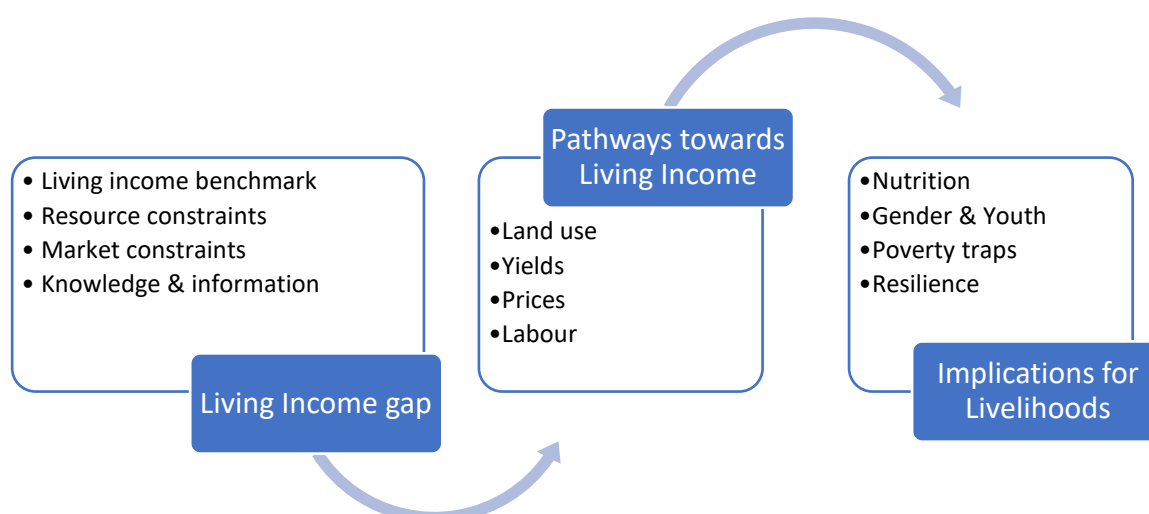 • Living income benchmark
• Resource constraints
• Market constraints
• Knowledge & information
Living Income gap
Pathways towards
Living Income
•Land use
•Yields
•Prices
•Labour
•Nutrition
•Gender & Youth
•Poverty traps
•Resilience
Implications for
Livelihoods